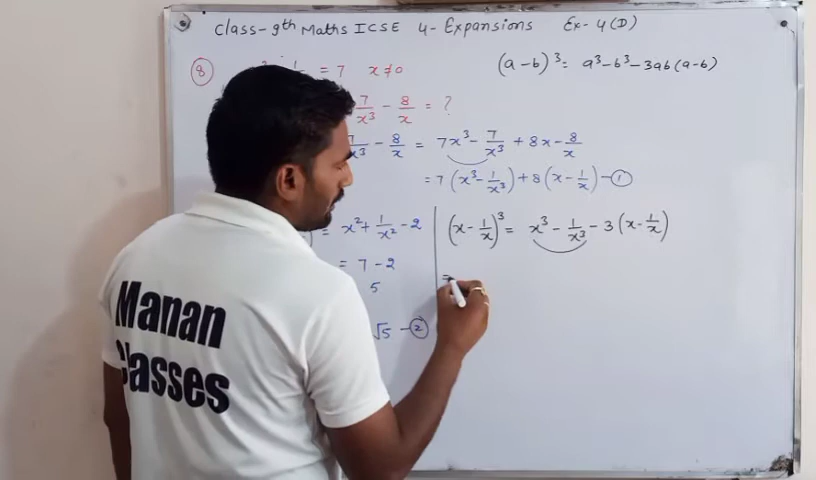 Class-9th Maths ICSE 4-Expansions Ex-4(D)
⑧ = 7 x≠0
(a-b)³= a³-b³-3ab(a-b)
7/x³ - 8/x = ?
7/x³ - 8/x = 7x³ - 7/x³ + 8x - 8/x
= 7(x³ - 1/x³) + 8(x - 1/x) - ①
= x² + 1/x² - 2
= 7 - 2
5
√5 - ②
(x - 1/x)³ = x³ - 1/x³ - 3(x - 1/x)
=
Manan
Classes